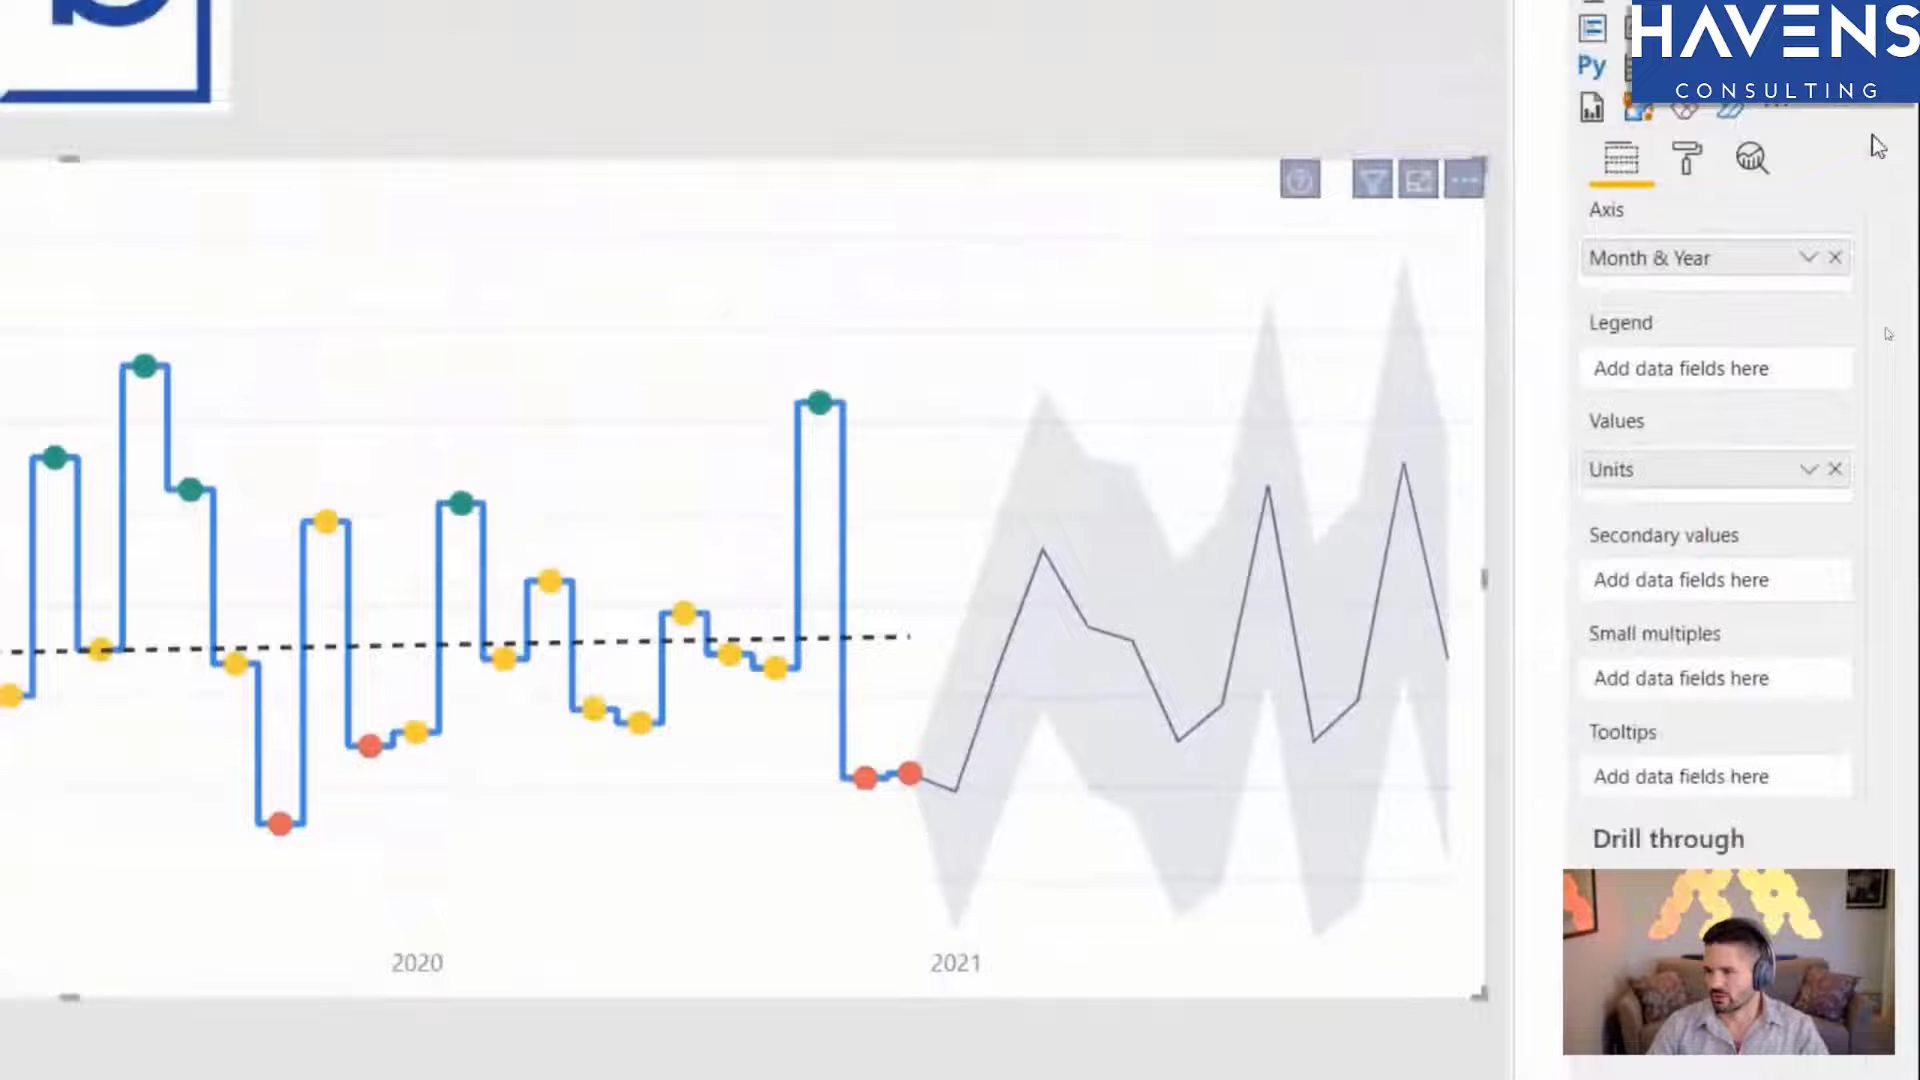 HAVENS
CONSULTING
Py
Axis
Month & Year
Legend
Add data fields here
Values
Units
Secondary values
Add data fields here
Small multiples
Add data fields here
Tooltips
Add data fields here
Drill through
2020
2021